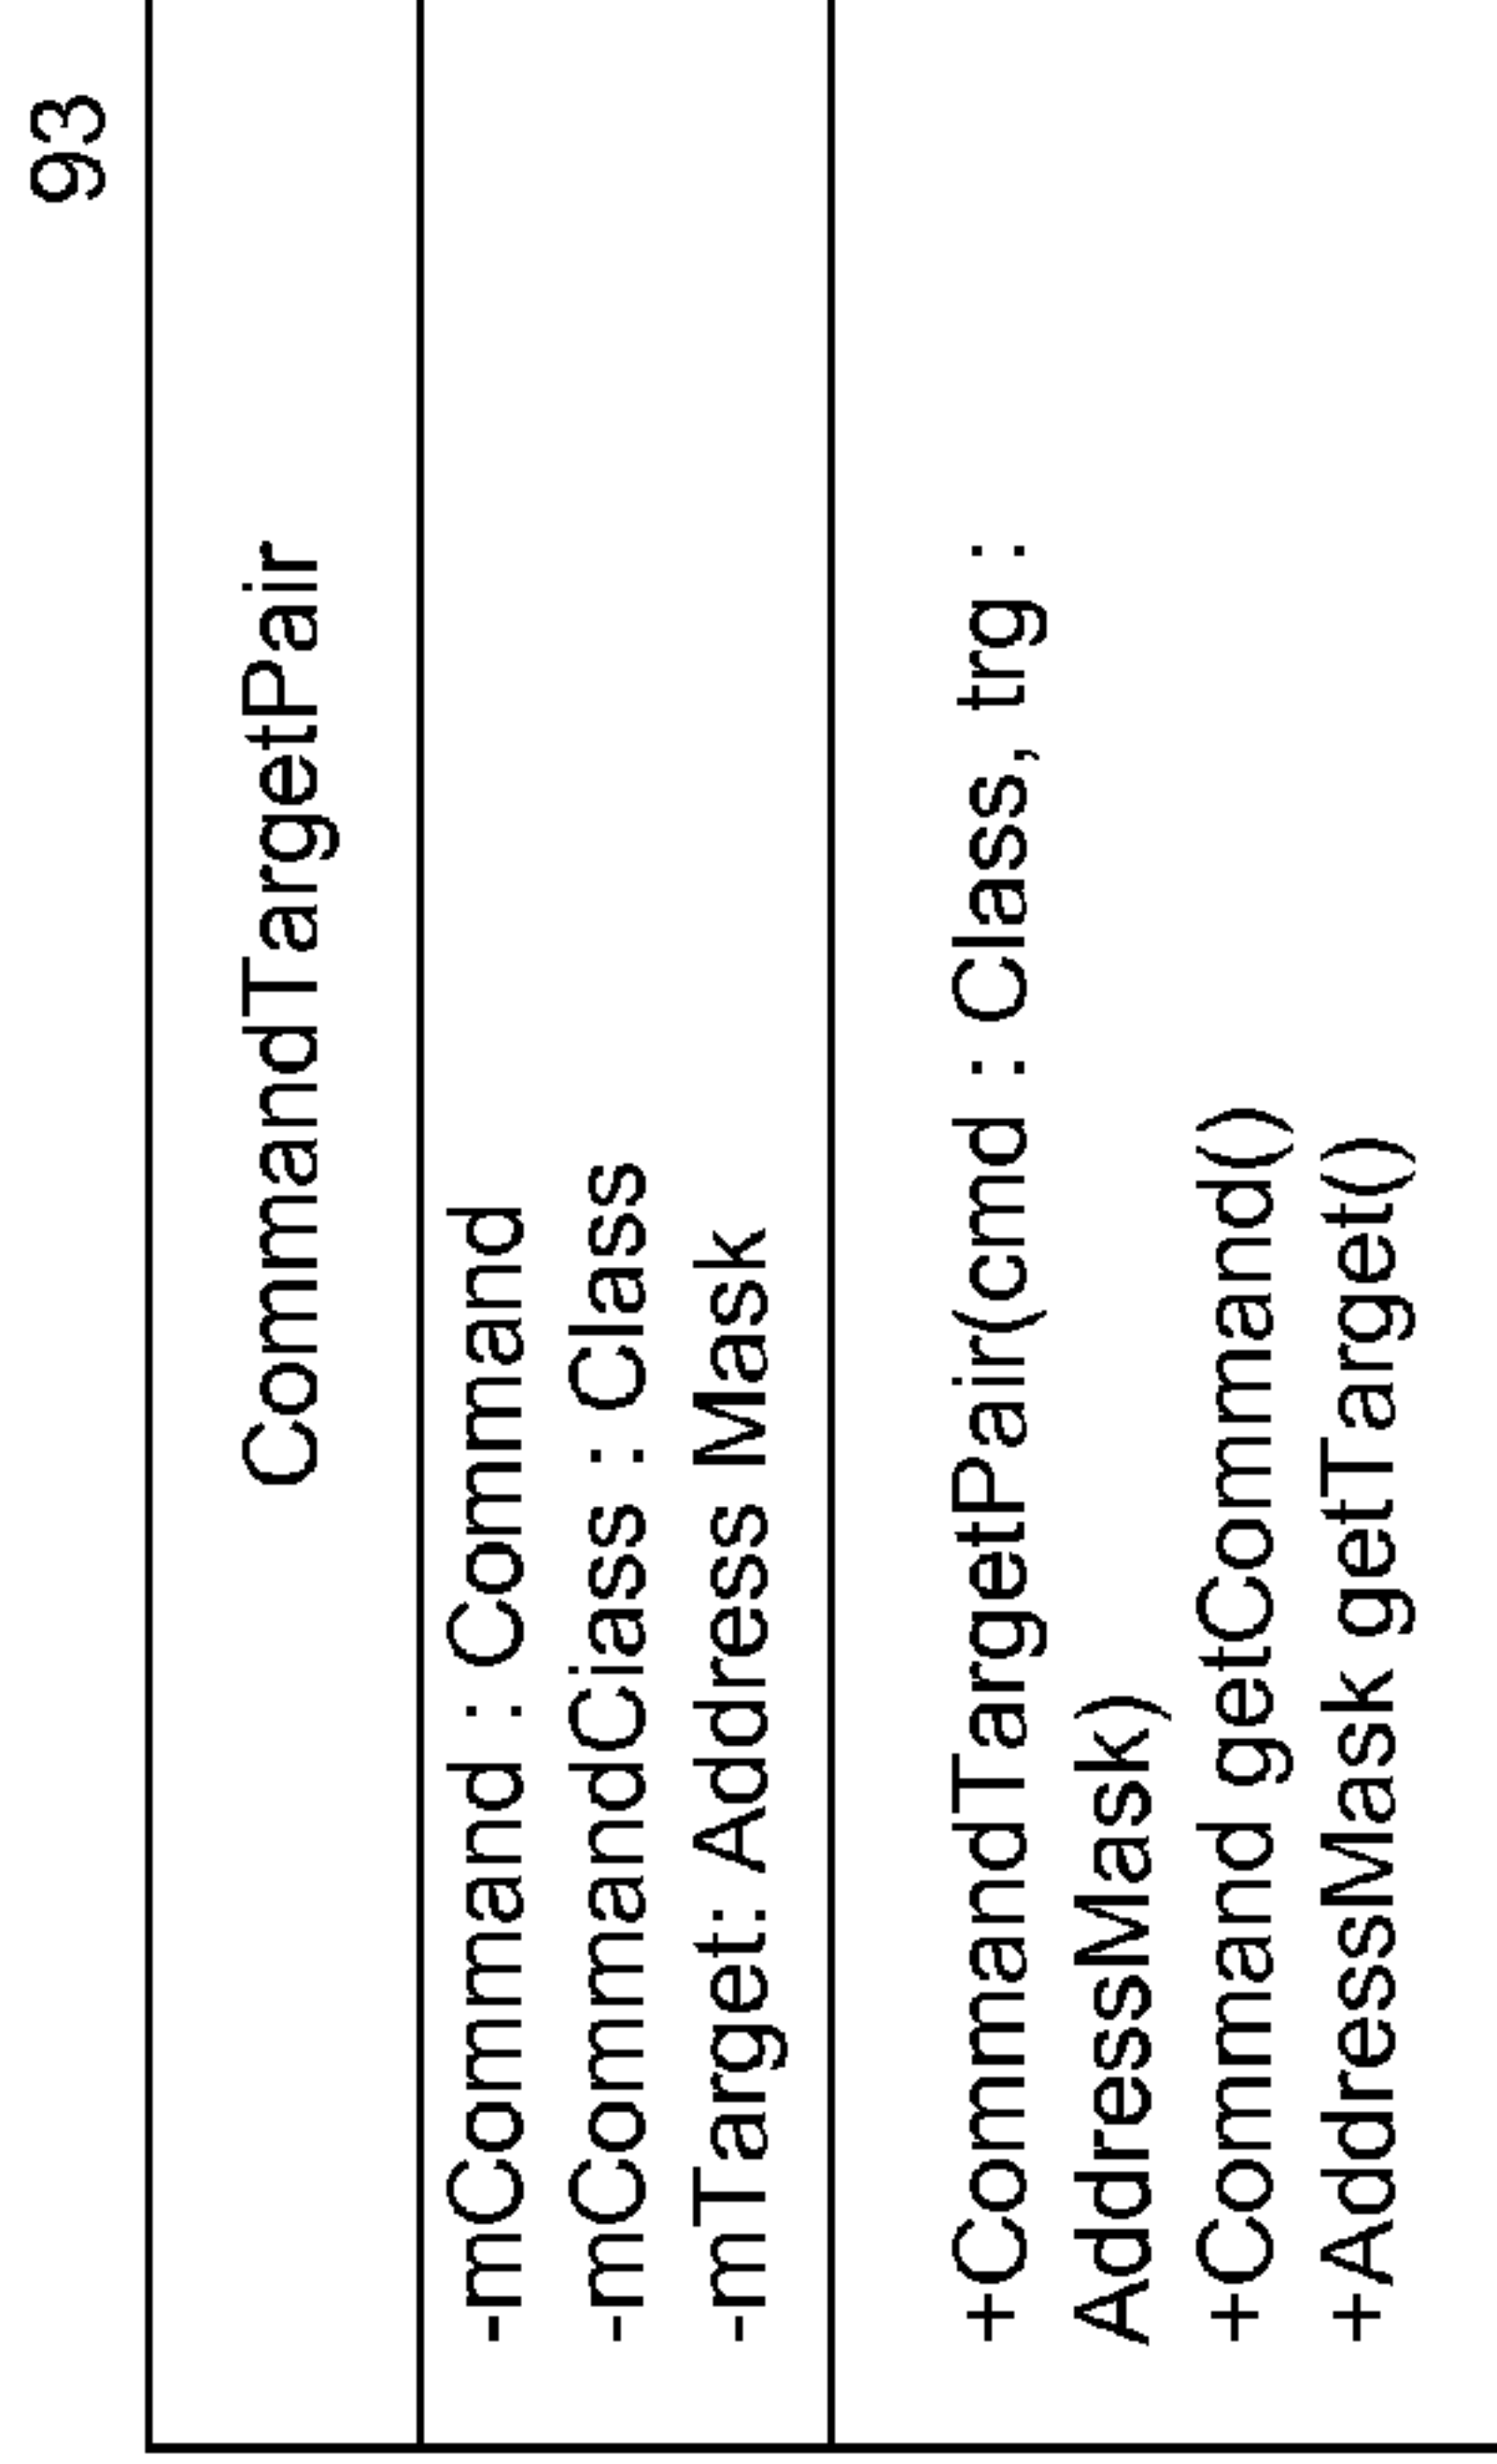 93
CommandTargetPair
-mCommand : Command
-mCommandCiass : Class
-mTarget: Address Mask
+CommandTargetPair(cmd : Class, trg :
AddressMask)
+Command getCommand()
+AddressMask getTarget()